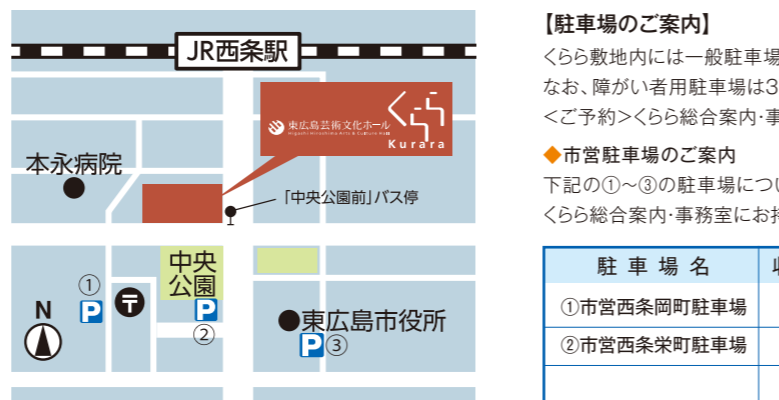 JR西条駅
東広島芸術文化ホール
くらら
Higashi Hiroshima Arts & Culture Hall
Kurara
本永病院
「中央公園前」バス停
中央
公園
①
P
〒
P
②
N
東広島市役所
P③
【駐車場のご案内】
くらら敷地内には一般駐車場
なお、障がい者用駐車場は3
<ご予約>くらら総合案内・事
◆市営駐車場のご案内
下記の①~③の駐車場につい
くらら総合案内・事務室にお持
駐車場名
①市営西条岡町駐車場
②市営西条栄町駐車場